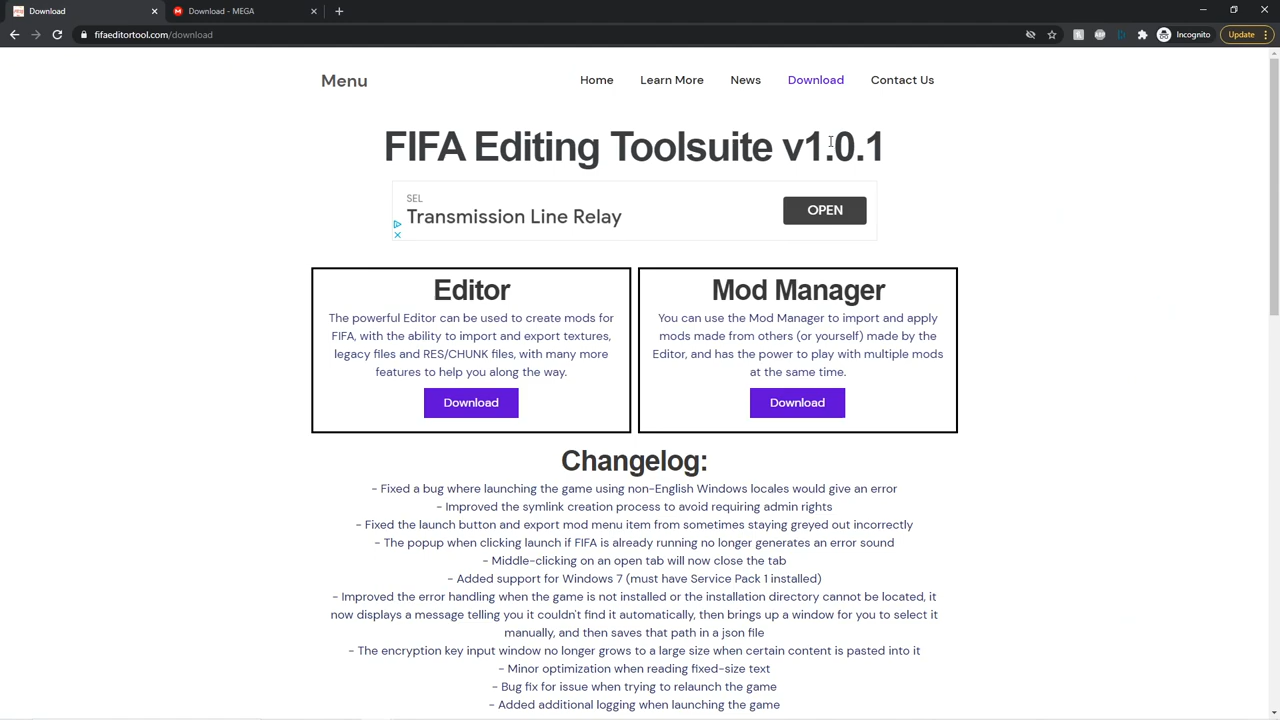 Download
Download - MEGA
fifaeditortool.com/download
Incognito
Update
Menu
Home
Learn More
News
Download
Contact Us
FIFA Editing Toolsuite v1.0.1
SEL
Transmission Line Relay
OPEN
Editor
The powerful Editor can be used to create mods for
FIFA, with the ability to import and export textures,
legacy files and RES/CHUNK files, with many more
features to help you along the way.
Download
Mod Manager
You can use the Mod Manager to import and apply
mods made from others (or yourself) made by the
Editor, and has the power to play with multiple mods
at the same time.
Download
Changelog:
- Fixed a bug where launching the game using non-English Windows locales would give an error
- Improved the symlink creation process to avoid requiring admin rights
- Fixed the launch button and export mod menu item from sometimes staying greyed out incorrectly
- The popup when clicking launch if FIFA is already running no longer generates an error sound
- Middle-clicking on an open tab will now close the tab
- Added support for Windows 7 (must have Service Pack 1 installed)
- Improved the error handling when the game is not installed or the installation directory cannot be located, it
now displays a message telling you it couldn't find it automatically, then brings up a window for you to select it
manually, and then saves that path in a json file
- The encryption key input window no longer grows to a large size when certain content is pasted into it
- Minor optimization when reading fixed-size text
- Bug fix for issue when trying to relaunch the game
- Added additional logging when launching the game